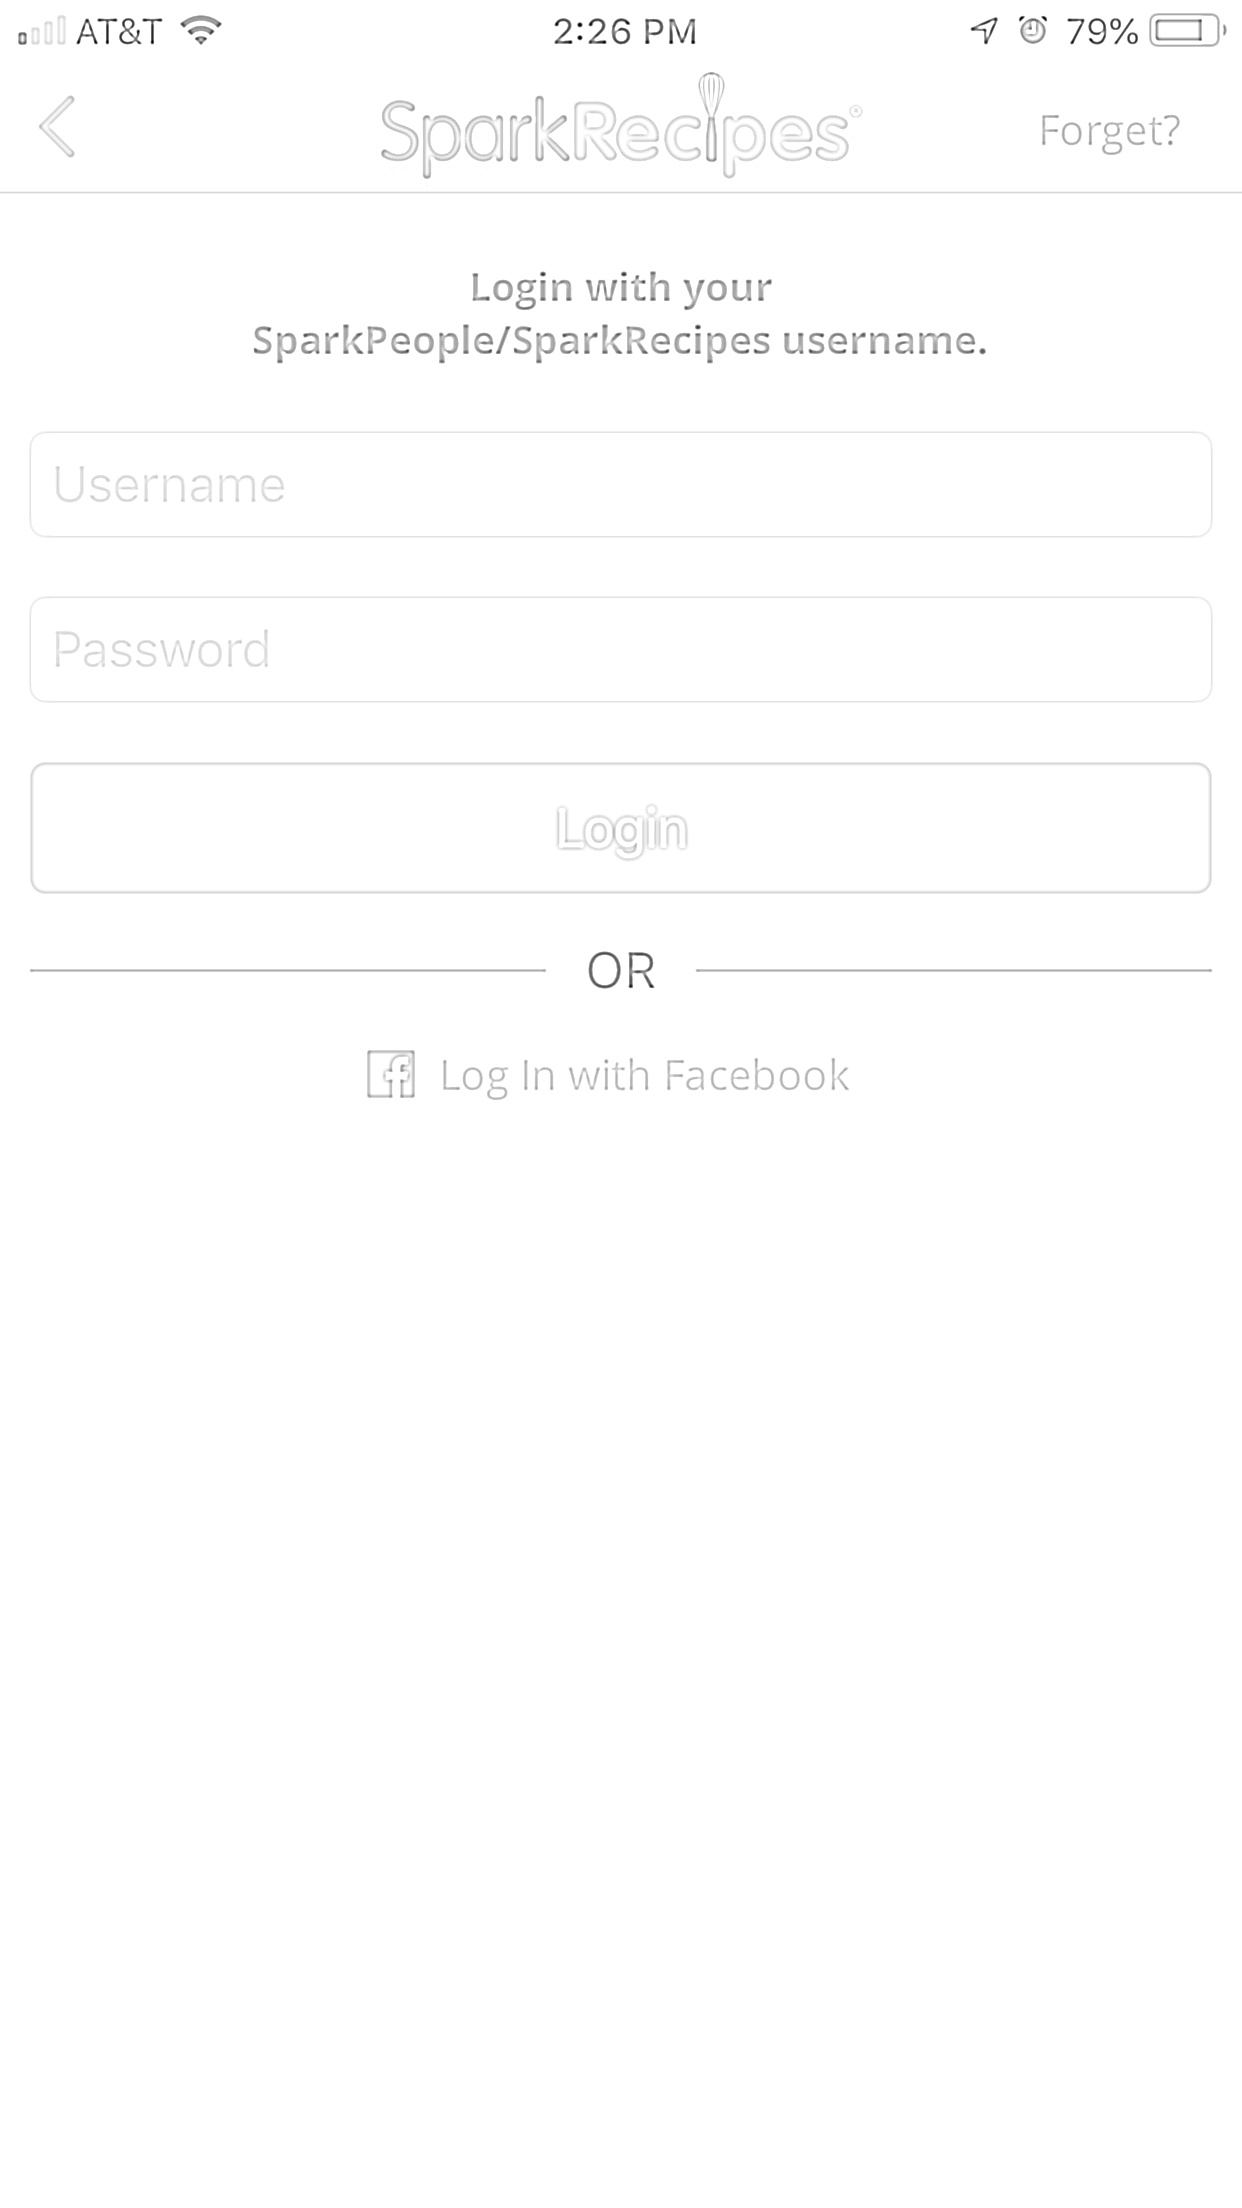 AT&T 2:26 PM 79%
SparkRecipes® Forget?
Login with your
SparkPeople/SparkRecipes username.
Username
Password
Login
OR
Log In with Facebook